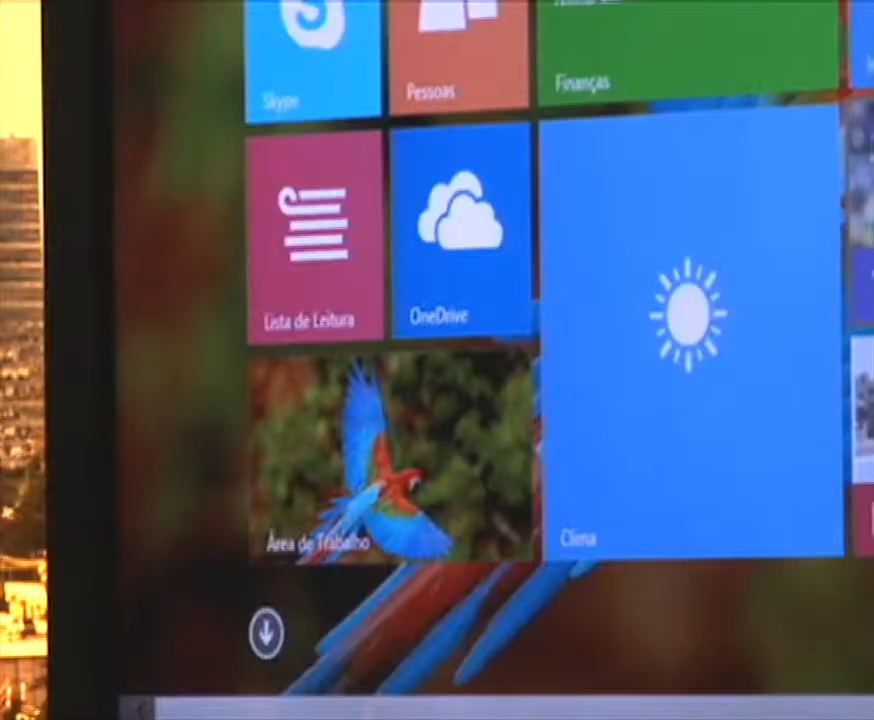 Skype
Pessoas
Finanças
Lista de Leitura
OneDrive
Área de Trabalho
Clima